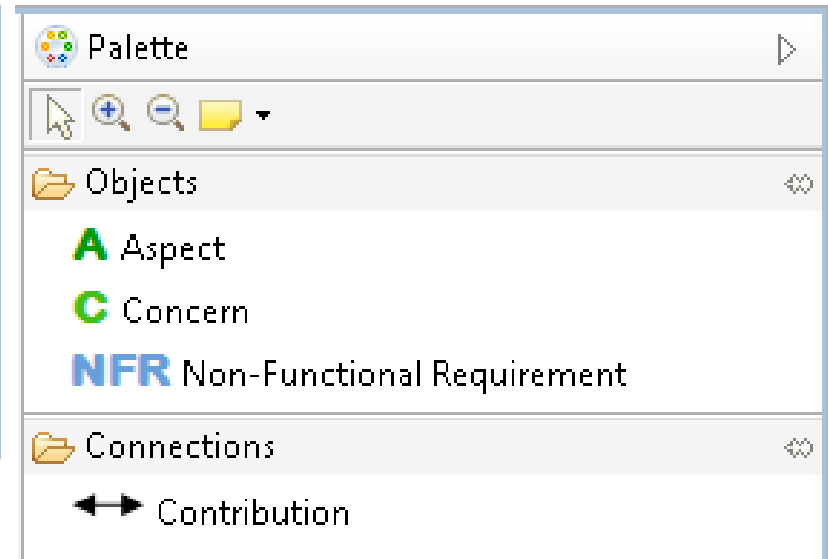 Palette
Objects
A Aspect
C Concern
NFR Non-Functional Requirement
Connections
Contribution